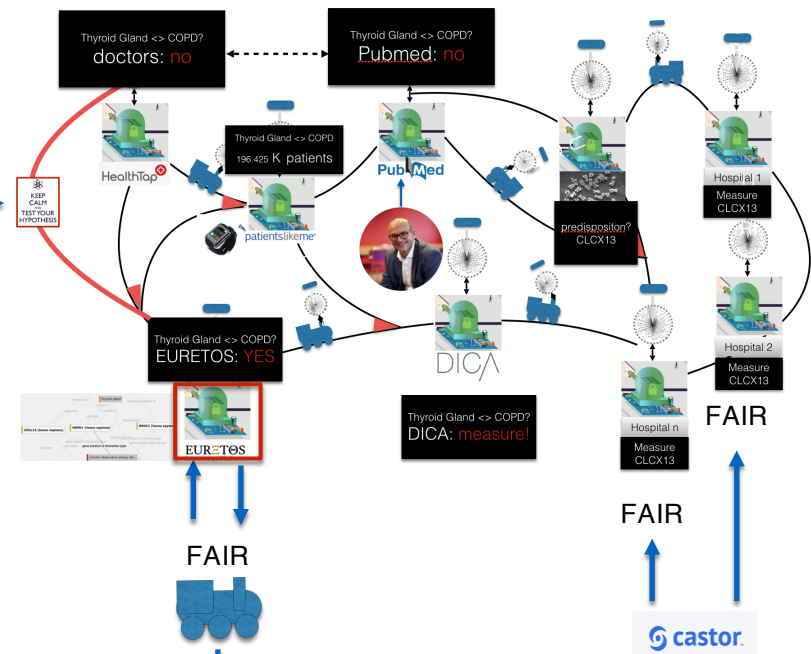 Thyroid Gland <> COPD?
doctors: no
Thyroid Gland <> COPD?
Pubmed: no
HealthTap
Thyroid Gland <> COPD
196.425 K patients
PubMed
patientslikeme
KEEP
CALM
AND
TEST YOUR
HYPOTHESIS
predispositon?
CLCX13
Hospital 1
Measure
CLCX13
Hospital 2
Measure
CLCX13
Thyroid Gland <> COPD?
EURETOS: YES
DICA
Thyroid Gland <> COPD?
DICA: measure!
Hospital n
Measure
CLCX13
FAIR
thyroid gland
EURETOS
FAIR
FAIR
castor